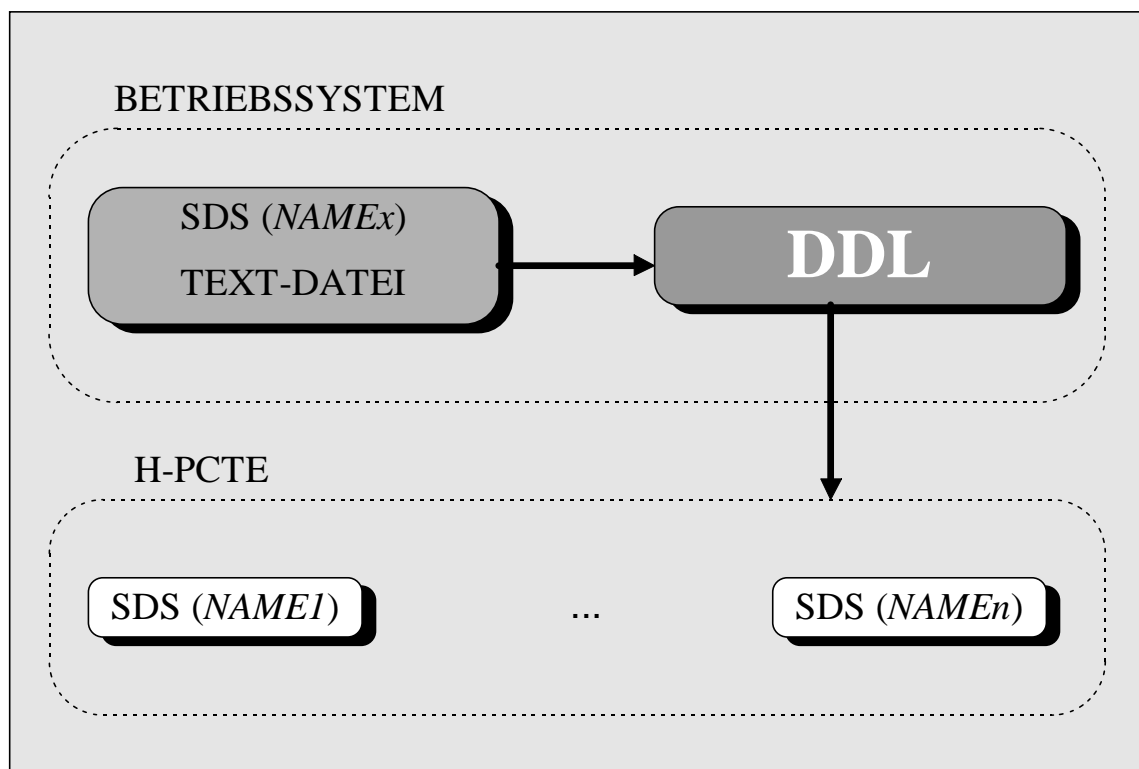 BETRIEBSSYSTEM
SDS (NAMEx)
TEXT-DATEI
DDL
H-PCTE
SDS (NAME1)
...
SDS (NAMEn)